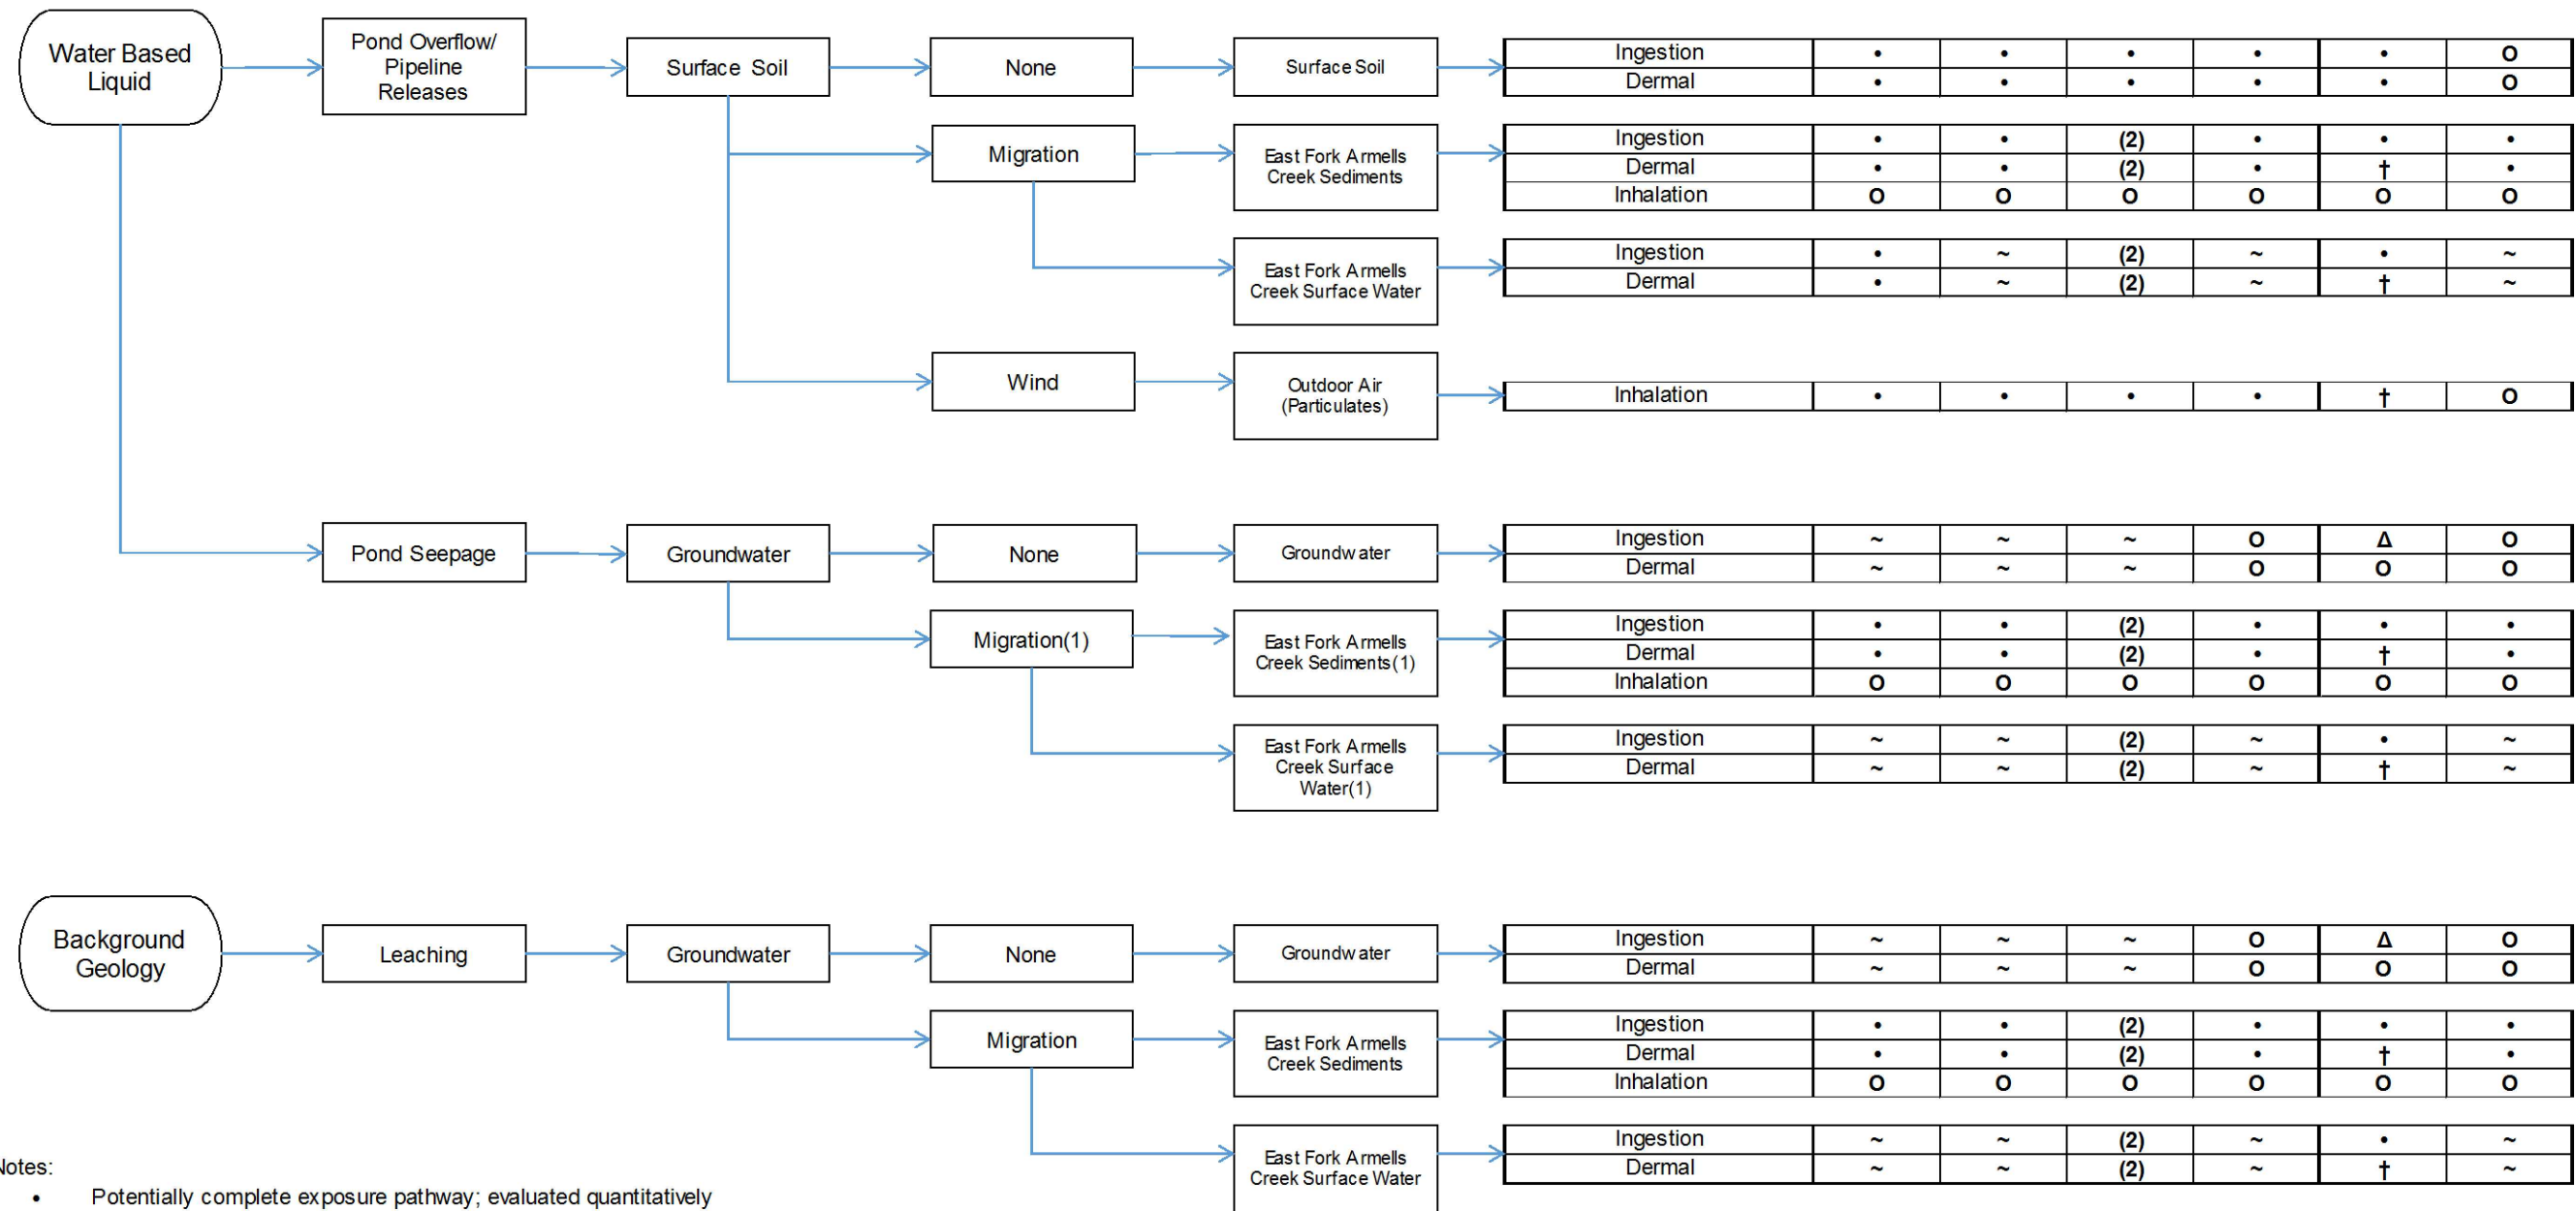 Water Based
Liquid
Pond Overflow/
Pipeline
Releases
Surface Soil
None
Surface Soil
Ingestion • • • • • O
Dermal • • • • • O
Migration
East Fork Armells
Creek Sediments
Ingestion • • (2) • • •
Dermal • • (2) • † •
Inhalation O O O O O O
East Fork Armells
Creek Surface Water
Ingestion • ~ (2) ~ • ~
Dermal • ~ (2) ~ † ~
Wind
Outdoor Air
(Particulates)
Inhalation • • • • † O
Pond Seepage
Groundwater
None
Groundwater
Ingestion ~ ~ ~ O Δ O
Dermal ~ ~ ~ O O O
Migration(1)
East Fork Armells
Creek Sediments(1)
Ingestion • • (2) • • •
Dermal • • (2) • † •
Inhalation O O O O O O
East Fork Armells
Creek Surface
Water(1)
Ingestion ~ ~ (2) ~ • ~
Dermal ~ ~ (2) ~ † ~
Background
Geology
Leaching
Groundwater
None
Groundwater
Ingestion ~ ~ ~ O Δ O
Dermal ~ ~ ~ O O O
Migration
East Fork Armells
Creek Sediments
Ingestion • • (2) • • •
Dermal • • (2) • † •
Inhalation O O O O O O
East Fork Armells
Creek Surface Water
Ingestion ~ ~ (2) ~ • ~
Dermal ~ ~ (2) ~ † ~
Notes:
• Potentially complete exposure pathway; evaluated quantitatively